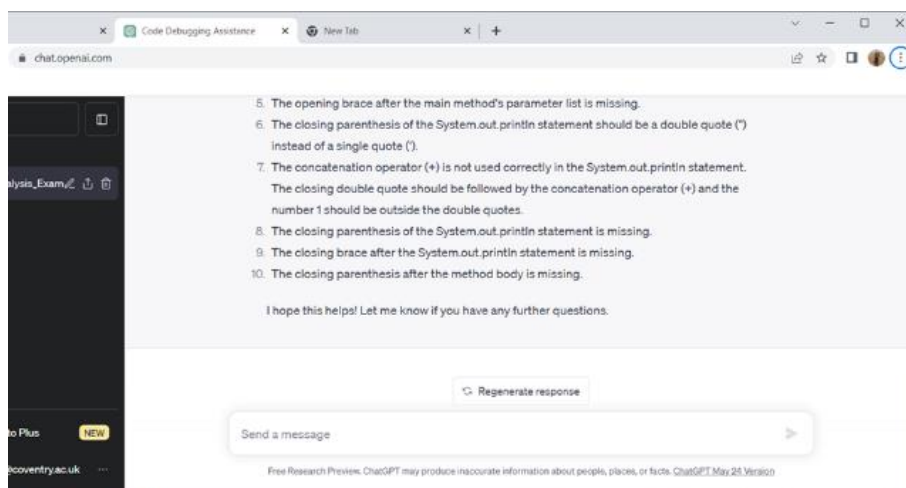 Code Debugging Assistance
New Tab
chat.openai.com
5. The opening brace after the main method's parameter list is missing.
6. The closing parenthesis of the System.out.println statement should be a double quote (")
instead of a single quote (').
7. The concatenation operator (+) is not used correctly in the System.out.println statement.
The closing double quote should be followed by the concatenation operator (+) and the
number 1 should be outside the double quotes.
8. The closing parenthesis of the System.out.println statement is missing.
9. The closing brace after the System.out.println statement is missing.
10. The closing parenthesis after the method body is missing.
I hope this helps! Let me know if you have any further questions.
alysis_Exam
Regenerate response
to Plus NEW
Send a message
@coventry.ac.uk
Free Research Preview. ChatGPT may produce inaccurate information about people, places, or facts. ChatGPT May 24 Version